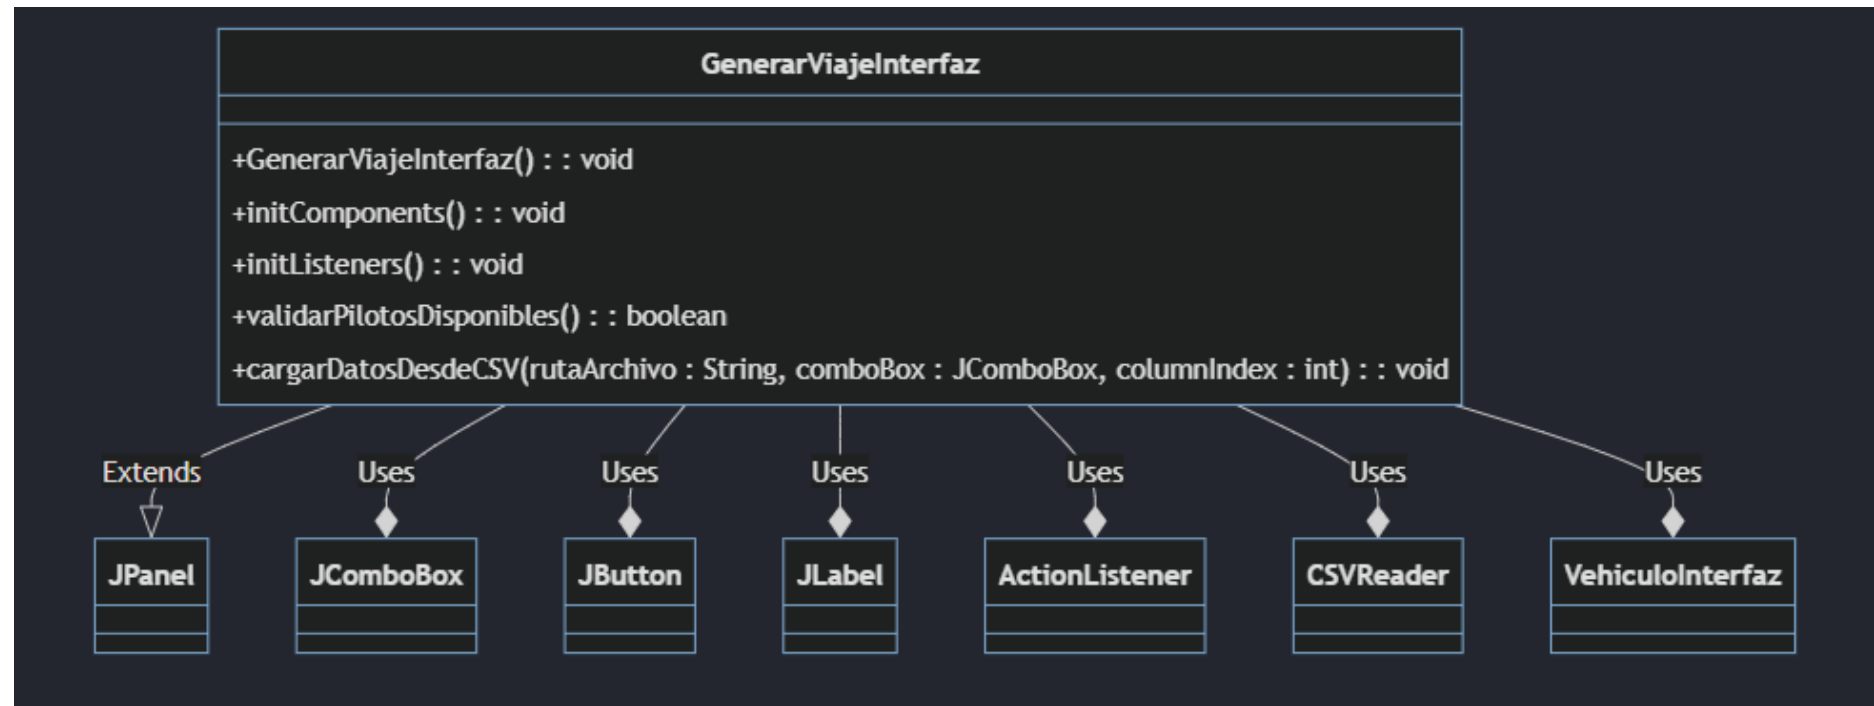 GenerarViajeInterfaz
+GenerarViajeInterfaz() : : void
+initComponents() : : void
+initListeners() : : void
+validarPilotosDisponibles() : : boolean
+cargarDatosDesdeCSV(rutaArchivo : String, comboBox : JComboBox, columnIndex : int) : : void
Extends Uses Uses Uses Uses Uses Uses
JPanel JComboBox JButton JLabel ActionListener CSVReader VehiculoInterfaz